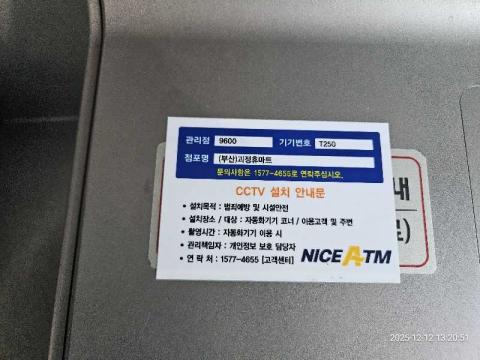 관리점 9600 기기번호 T250
점포명 (부산)괴정휴마트
문의사항은 1577-4655로 연락주십시오.
CCTV 설치 안내문
• 설치목적 : 범죄예방 및 시설안전
• 설치장소 / 대상 : 자동화기기 코너 / 이용고객 및 주변
• 촬영시간 : 자동화기기 이용 시
• 관리책임자 : 개인정보 보호 담당자
• 연 락 처 : 1577-4655 [고객센터]
NICE ATM
내
)
2025-12-12 13:20:51